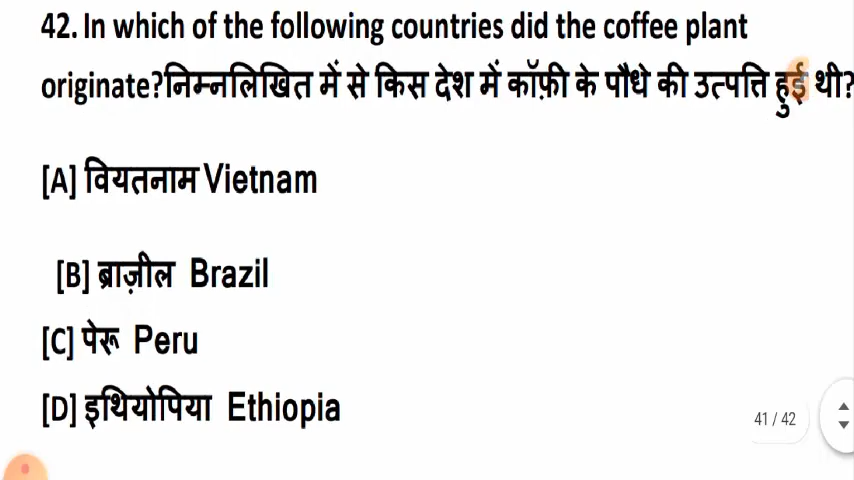 42. In which of the following countries did the coffee plant
originate?निम्नलिखित में से किस देश में कॉफ़ी के पौधे की उत्पत्ति हुई थी?
[A] वियतनाम Vietnam
[B] ब्राज़ील Brazil
[C] पेरू Peru
[D] इथियोपिया Ethiopia
41 / 42